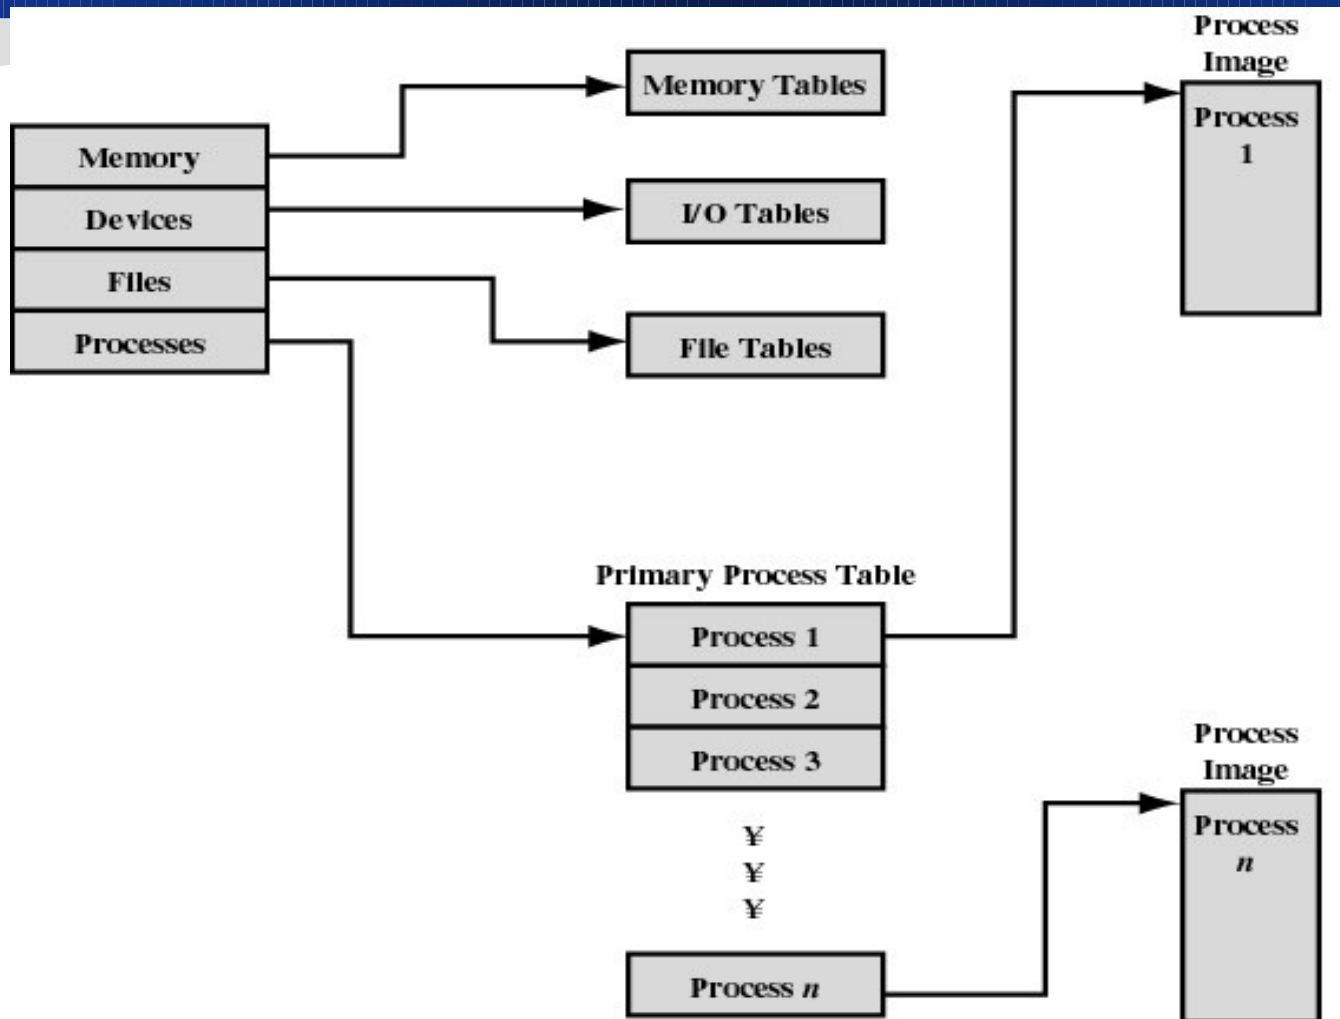 Process
Image
Memory Tables
Process
1
Memory
Devices
Files
Processes
I/O Tables
File Tables
Primary Process Table
Process 1
Process 2
Process 3
¥
¥
¥
Process n
Process
Image
Process
n